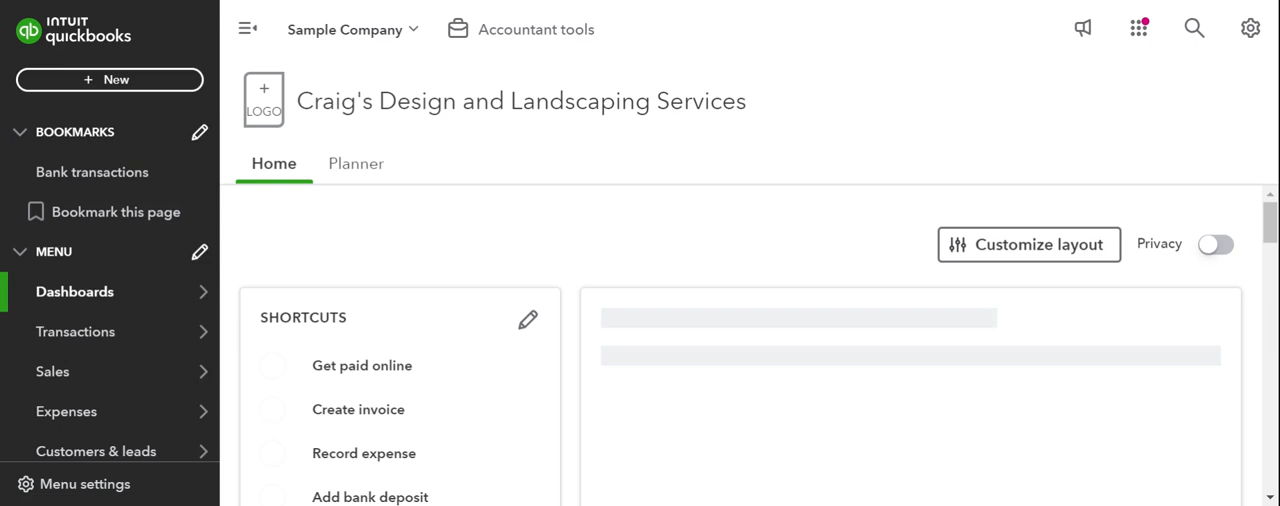 INTUIT
qb quickbooks
+ New
BOOKMARKS
Bank transactions
Bookmark this page
MENU
Dashboards
Transactions
Sales
Expenses
Customers & leads
Menu settings
Sample Company
Accountant tools
+
LOGO
Craig's Design and Landscaping Services
Home Planner
Customize layout Privacy
SHORTCUTS
Get paid online
Create invoice
Record expense
Add bank deposit